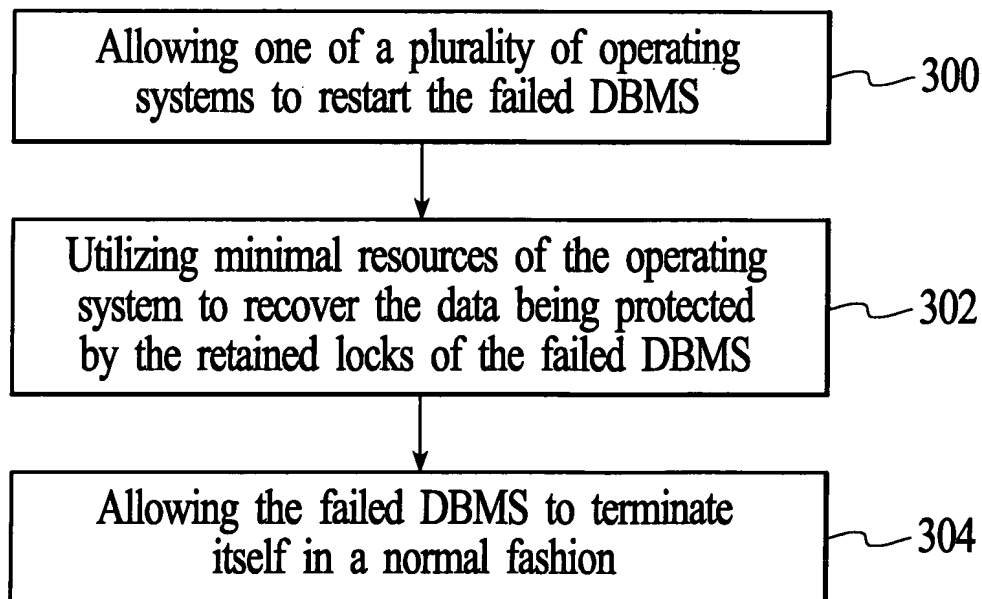 Allowing one of a plurality of operating
systems to restart the failed DBMS
300
Utilizing minimal resources of the operating
system to recover the data being protected
by the retained locks of the failed DBMS
302
Allowing the failed DBMS to terminate
itself in a normal fashion
304